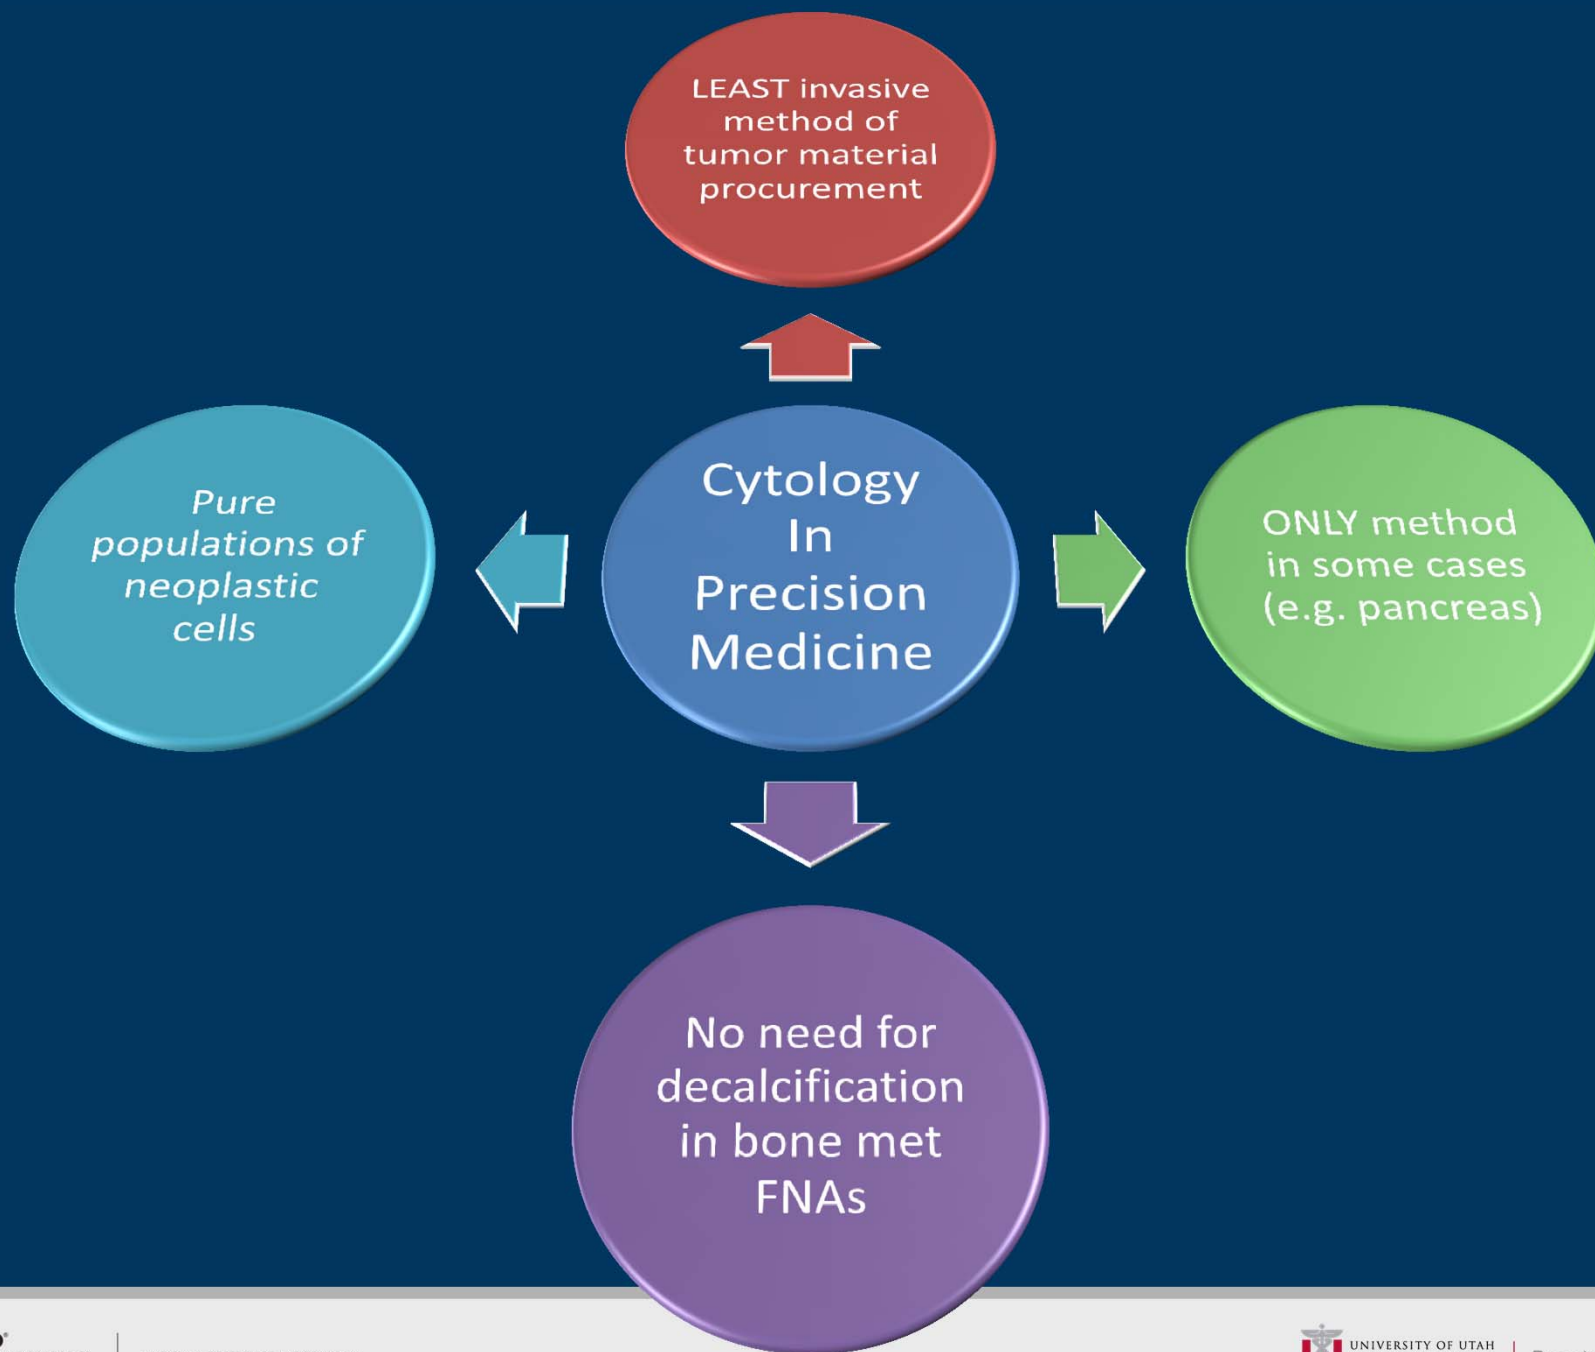 LEAST invasive
method of
tumor material
procurement
Pure
populations of
neoplastic
cells
Cytology
In
Precision
Medicine
ONLY method
in some cases
(e.g. pancreas)
No need for
decalcification
in bone met
FNAs
UNIVERSITY OF UTAH